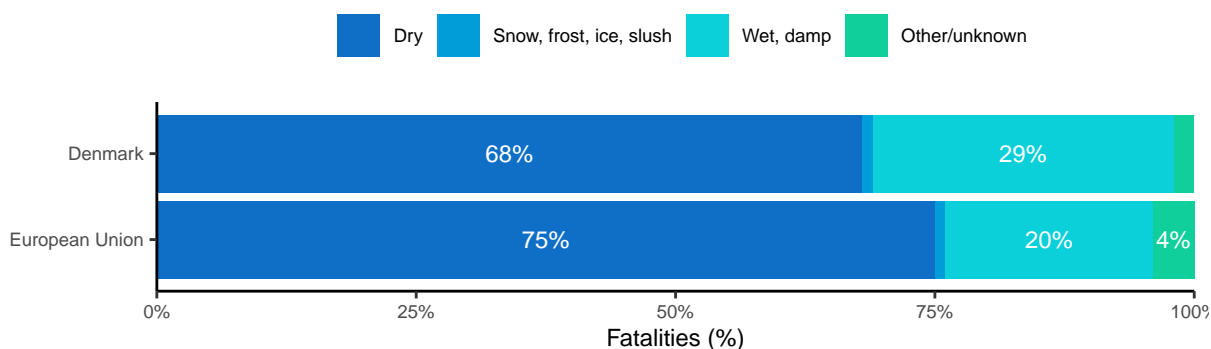 Dry Snow, frost, ice, slush Wet, damp Other/unknown
Denmark 68% 29%
European Union 75% 20% 4%
0% 25% 50% 75% 100%
Fatalities (%)